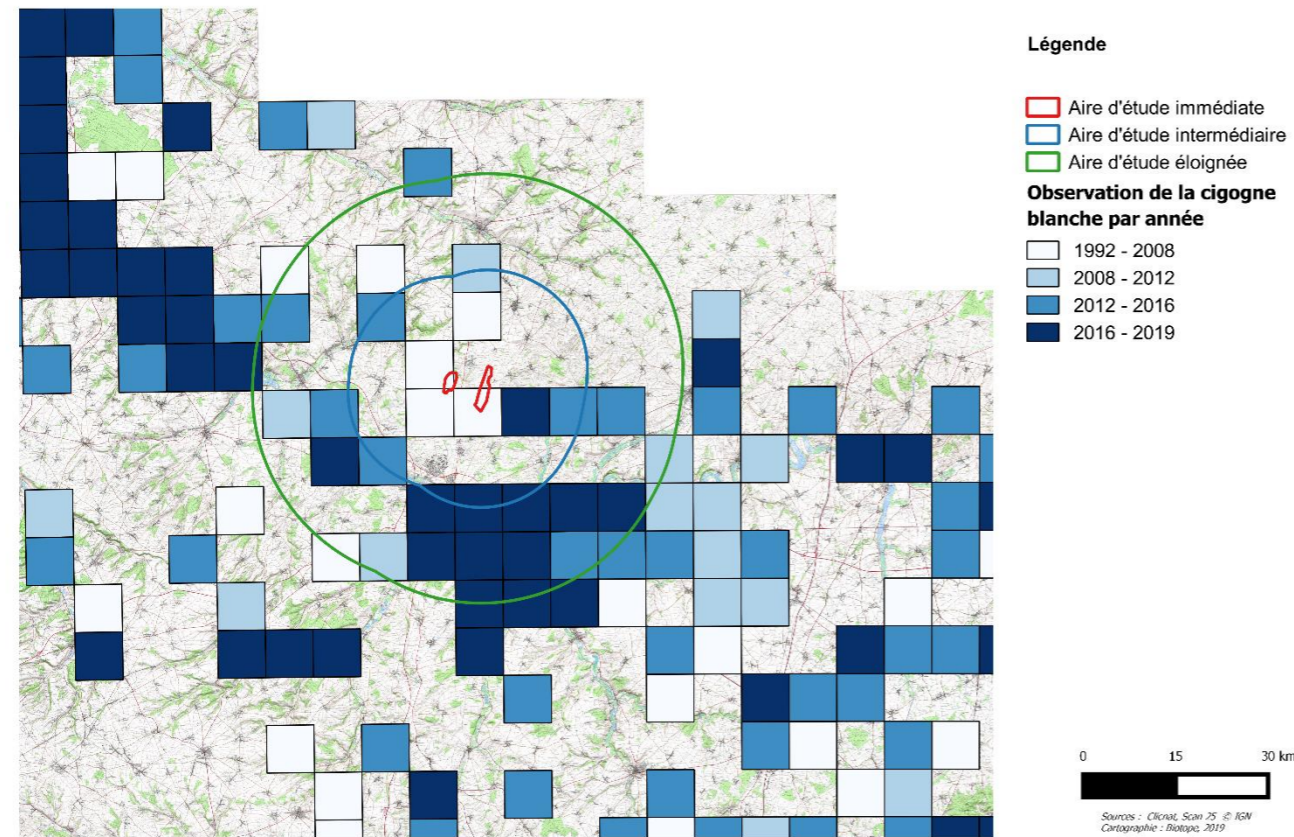 Légende
Aire d'étude immédiate
Aire d'étude intermédiaire
Aire d'étude éloignée
Observation de la cigogne
blanche par année
1992 - 2008
2008 - 2012
2012 - 2016
2016 - 2019
0 15 30 km
Sources : Clicnat, Scan 25 © IGN
Cartographie : Biotope, 2019